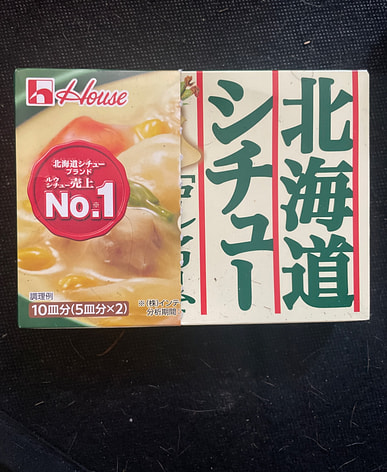 House
北海道シチュー
ブランド
ルウ
シチュー売上
No.1
※
調理例
10皿分(5皿分×2)
※(株)インテ
分析期間
北海道
シチュー